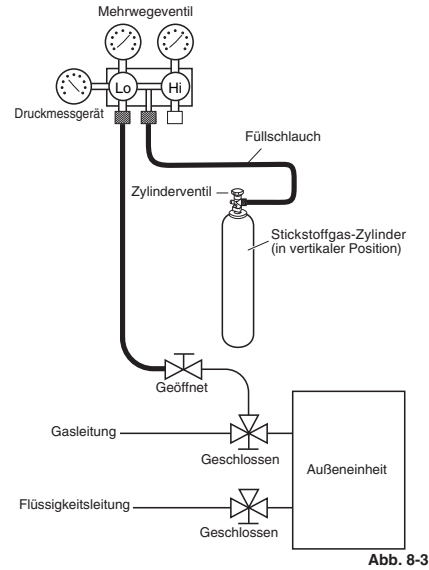 Mehrwegeventil
Lo
Hi
Druckmessgerät
Füllschlauch
Zylinderventil
Stickstoffgas-Zylinder
(in vertikaler Position)
Geöffnet
Gasleitung
Geschlossen
Außeneinheit
Flüssigkeitsleitung
Geschlossen
Abb. 8-3